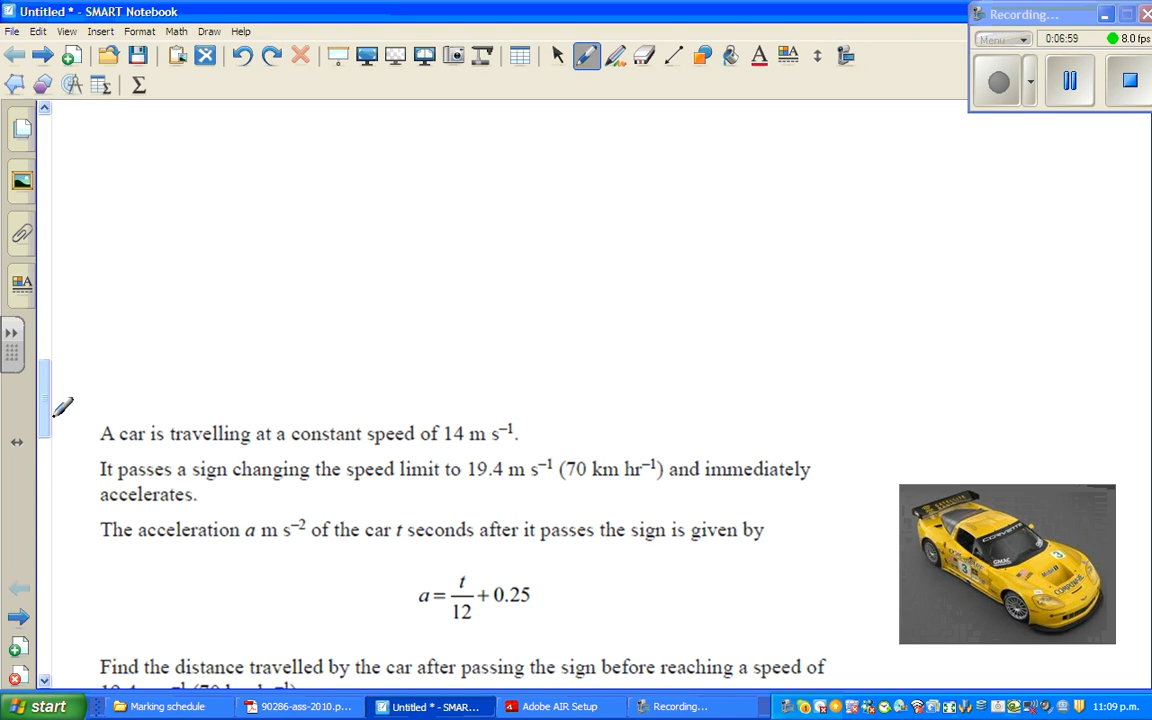 Untitled * - SMART Notebook
Recording...
File Edit View Insert Format Math Draw Help
Menu 0:06:59 8.0 fps
A car is travelling at a constant speed of 14 m s⁻¹.
It passes a sign changing the speed limit to 19.4 m s⁻¹ (70 km hr⁻¹) and immediately
accelerates.
The acceleration a m s⁻² of the car t seconds after it passes the sign is given by
a = t/12 + 0.25
Find the distance travelled by the car after passing the sign before reaching a speed of
start Marking schedule 90286-ass-2010.p... Untitled * - SMAR... Adobe AIR Setup Recording... 11:09 p.m.